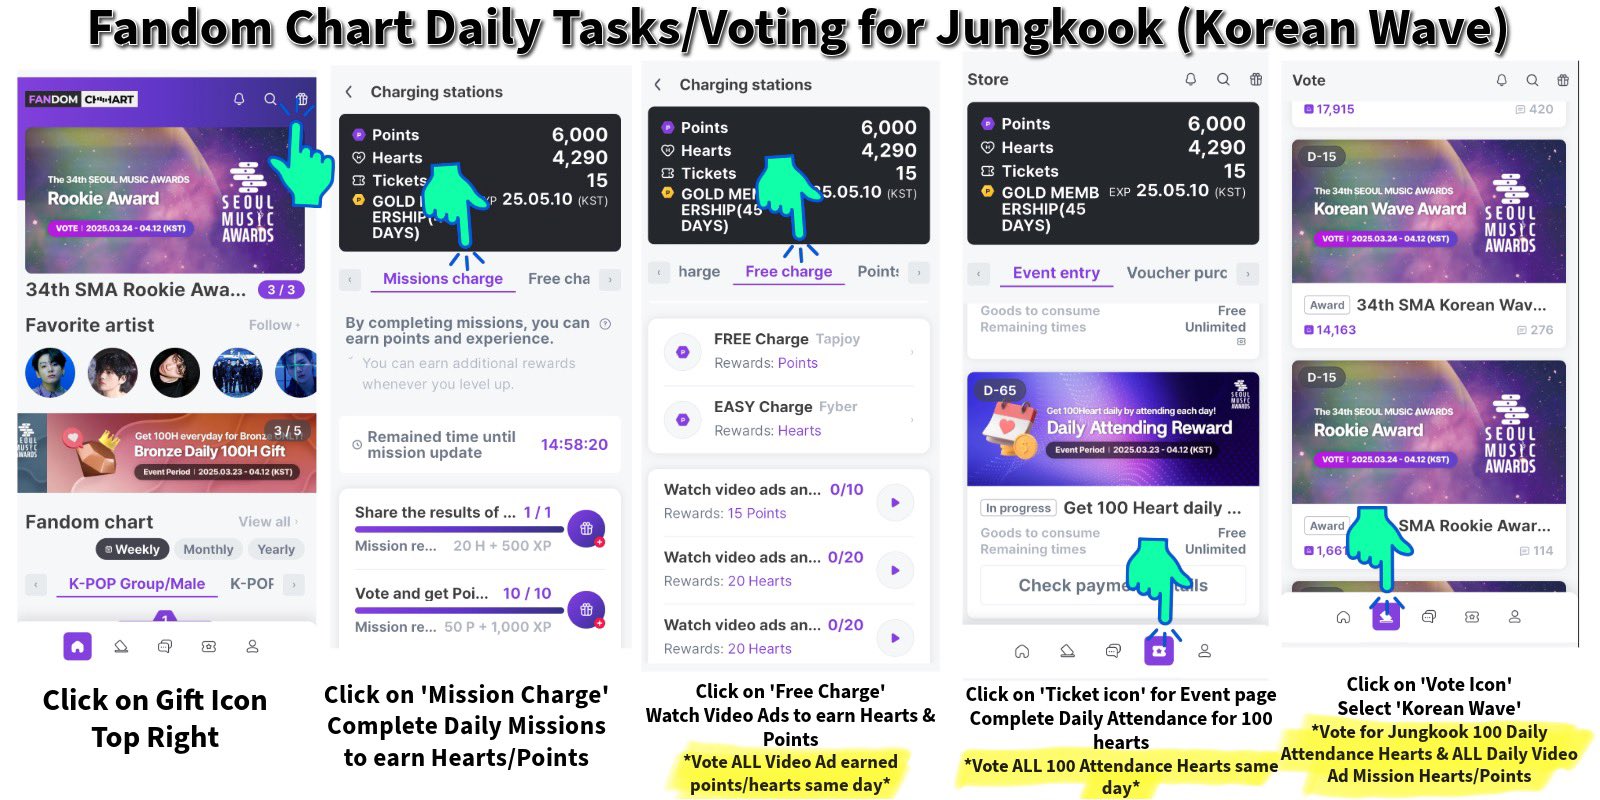 Fandom Chart Daily Tasks/Voting for Jungkook (Korean Wave)
FANDOM CHART
The 34th SEOUL MUSIC AWARDS
Rookie Award
VOTE | 2025.03.24 - 04.12 (KST)
SEOUL
MUSIC
AWARDS
34th SMA Rookie Awa... 3 / 3
Favorite artist Follow
Get 100H everyday for Bronze
3 / 5
Bronze Daily 100H Gift
Event Period | 2025.03.23 - 04.12 (KST)
Fandom chart View all ›
Weekly Monthly Yearly
‹ K-POP Group/Male K-POP ›
1
Click on Gift Icon
Top Right
‹ Charging stations
Points 6,000
Hearts 4,290
Tickets 15
GOLD 25.05.10 (KST)
ERSHIP(
DAYS)
‹ Missions charge Free cha ›
By completing missions, you can
earn points and experience.
You can earn additional rewards
whenever you level up.
Remained time until
mission update
14:58:20
Share the results of ... 1 / 1
Mission re... 20 H + 500 XP
Vote and get Poi... 10 / 10
Mission re... 50 P + 1,000 XP
Click on 'Mission Charge'
Complete Daily Missions
to earn Hearts/Points
‹ Charging stations
Points 6,000
Hearts 4,290
Tickets 15
GOLD MEM 25.05.10 (KST)
ERSHIP(45
DAYS)
‹ harge Free charge Points ›
FREE Charge Tapjoy
Rewards: Points
EASY Charge Fyber
Rewards: Hearts
Watch video ads an... 0/10
Rewards: 15 Points
Watch video ads an... 0/20
Rewards: 20 Hearts
Watch video ads an... 0/20
Rewards: 20 Hearts
Click on 'Free Charge'
Watch Video Ads to earn Hearts &
Points
*Vote ALL Video Ad earned
points/hearts same day*
Store
Points 6,000
Hearts 4,290
Tickets 15
GOLD MEMB EXP 25.05.10 (KST)
ERSHIP(45
DAYS)
‹ Event entry Voucher purc ›
Goods to consume Free
Remaining times Unlimited
D-65
SEOUL
MUSIC
AWARDS
Get 100Heart daily by attending each day!
Daily Attending Reward
Event Period | 2025.03.23 - 04.12 (KST)
In progress Get 100 Heart daily ...
Goods to consume Free
Remaining times Unlimited
Check payme ils
Click on 'Ticket icon' for Event page
Complete Daily Attendance for 100
hearts
*Vote ALL 100 Attendance Hearts same
day*
Vote
17,915 420
D-15
The 34th SEOUL MUSIC AWARDS
Korean Wave Award
VOTE | 2025.03.24 - 04.12 (KST)
SEOUL
MUSIC
AWARDS
Award 34th SMA Korean Wav...
14,163 276
D-15
The 34th SEOUL MUSIC AWARDS
Rookie Award
VOTE | 2025.03.24 - 04.12 (KST)
SEOUL
MUSIC
AWARDS
Award SMA Rookie Awar...
1,66 114
Click on 'Vote Icon'
Select 'Korean Wave'
*Vote for Jungkook 100 Daily
Attendance Hearts & ALL Daily Video
Ad Mission Hearts/Points